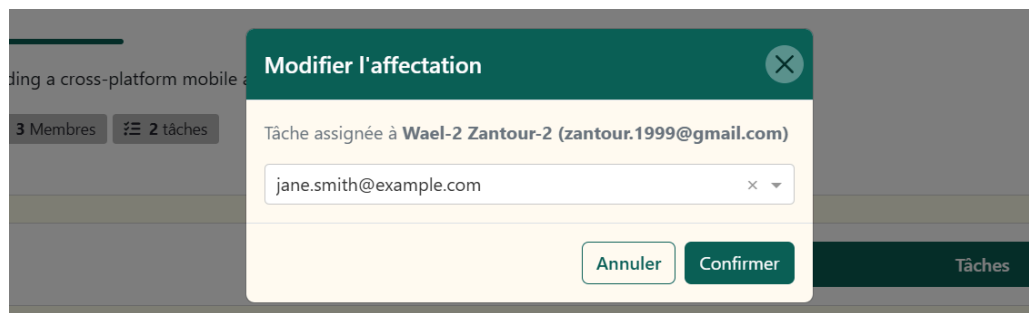 Modifier l'affectation
ding a cross-platform mobile a
3 Membres 2 tâches
Tâche assignée à Wael-2 Zantour-2 (zantour.1999@gmail.com)
jane.smith@example.com
Annuler Confirmer
Tâches